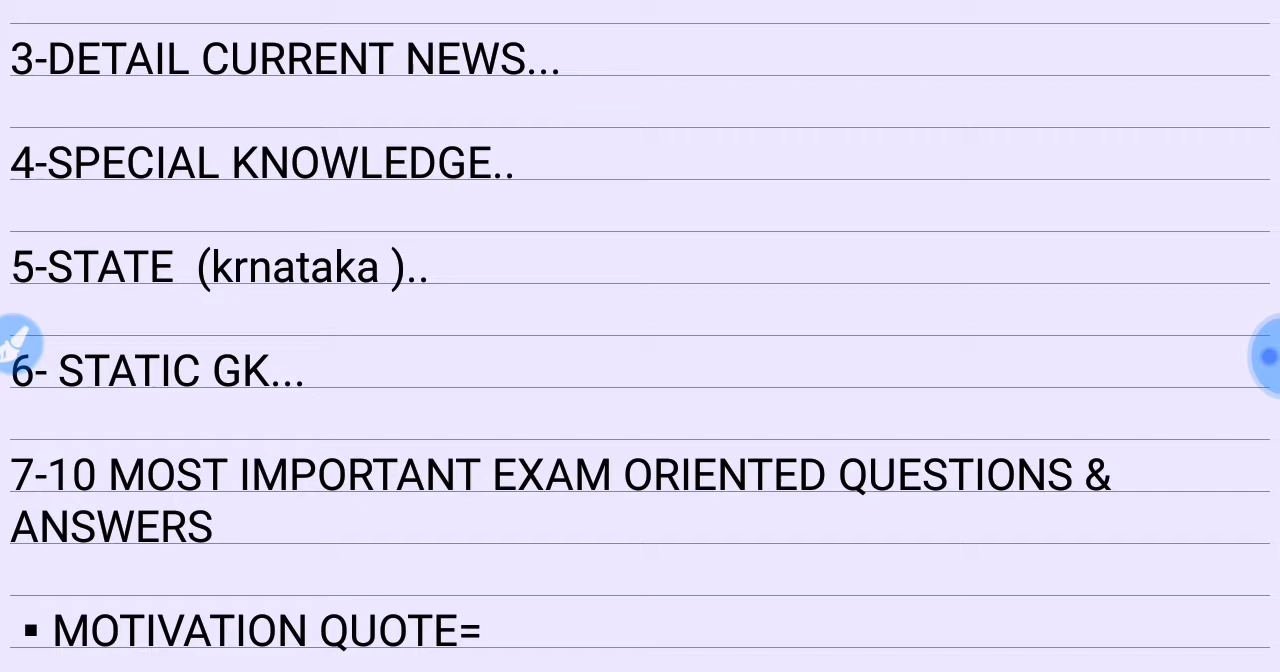 3-DETAIL CURRENT NEWS...
4-SPECIAL KNOWLEDGE..
5-STATE  (krnataka )..
6- STATIC GK...
7-10 MOST IMPORTANT EXAM ORIENTED QUESTIONS &
ANSWERS
▪ MOTIVATION QUOTE=